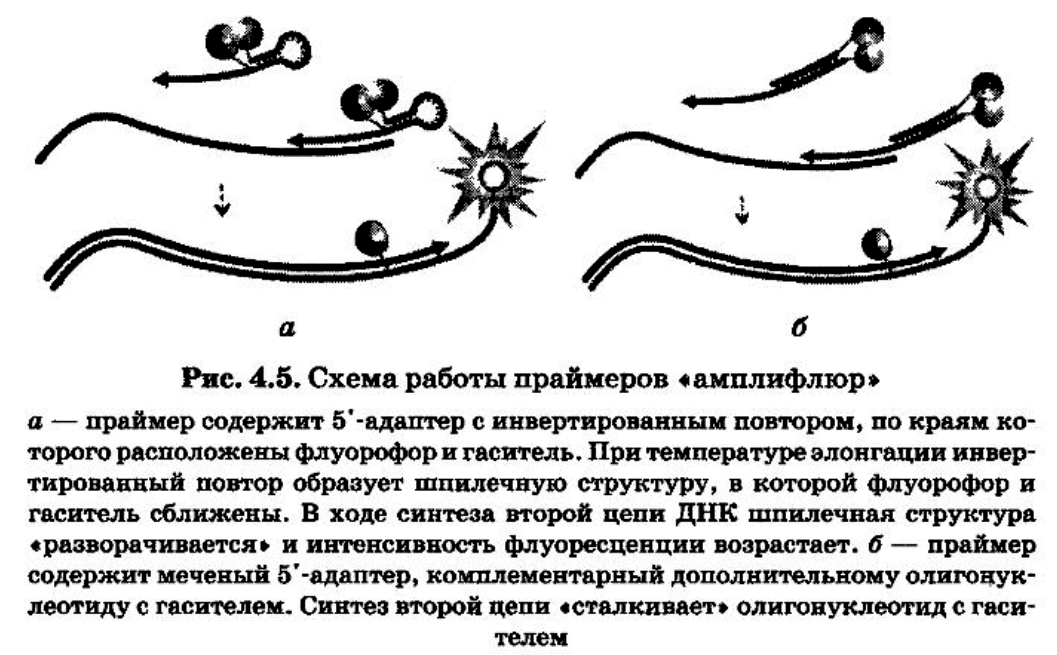 а
б
Рис. 4.5. Схема работы праймеров «амплифлюр»
а — праймер содержит 5'-адаптер с инвертированным повтором, по краям ко-
торого расположены флуорофор и гаситель. При температуре элонгации инвер-
тированный повтор образует шпилечную структуру, в которой флуорофор и
гаситель сближены. В ходе синтеза второй цепи ДНК шпилечная структура
«разворачивается» и интенсивность флуоресценции возрастает. б — праймер
содержит меченый 5'-адаптер, комплементарный дополнительному олигонук-
леотиду с гасителем. Синтез второй цепи «сталкивает» олигонуклеотид с гаси-
телем